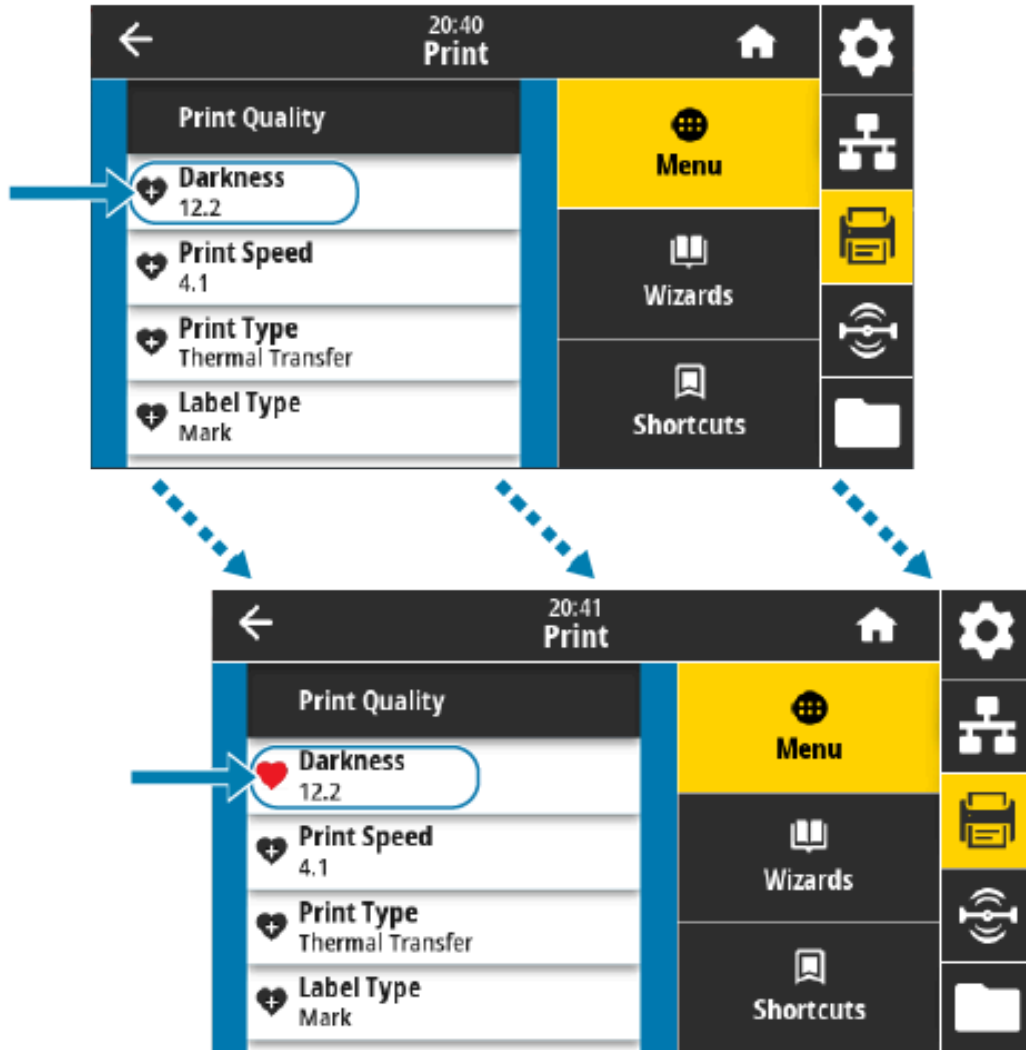 20:40
Print
Print Quality
Menu
Darkness
12.2
Print Speed
4.1
Wizards
Print Type
Thermal Transfer
Label Type
Mark
Shortcuts
20:41
Print
Print Quality
Menu
Darkness
12.2
Print Speed
4.1
Wizards
Print Type
Thermal Transfer
Label Type
Mark
Shortcuts